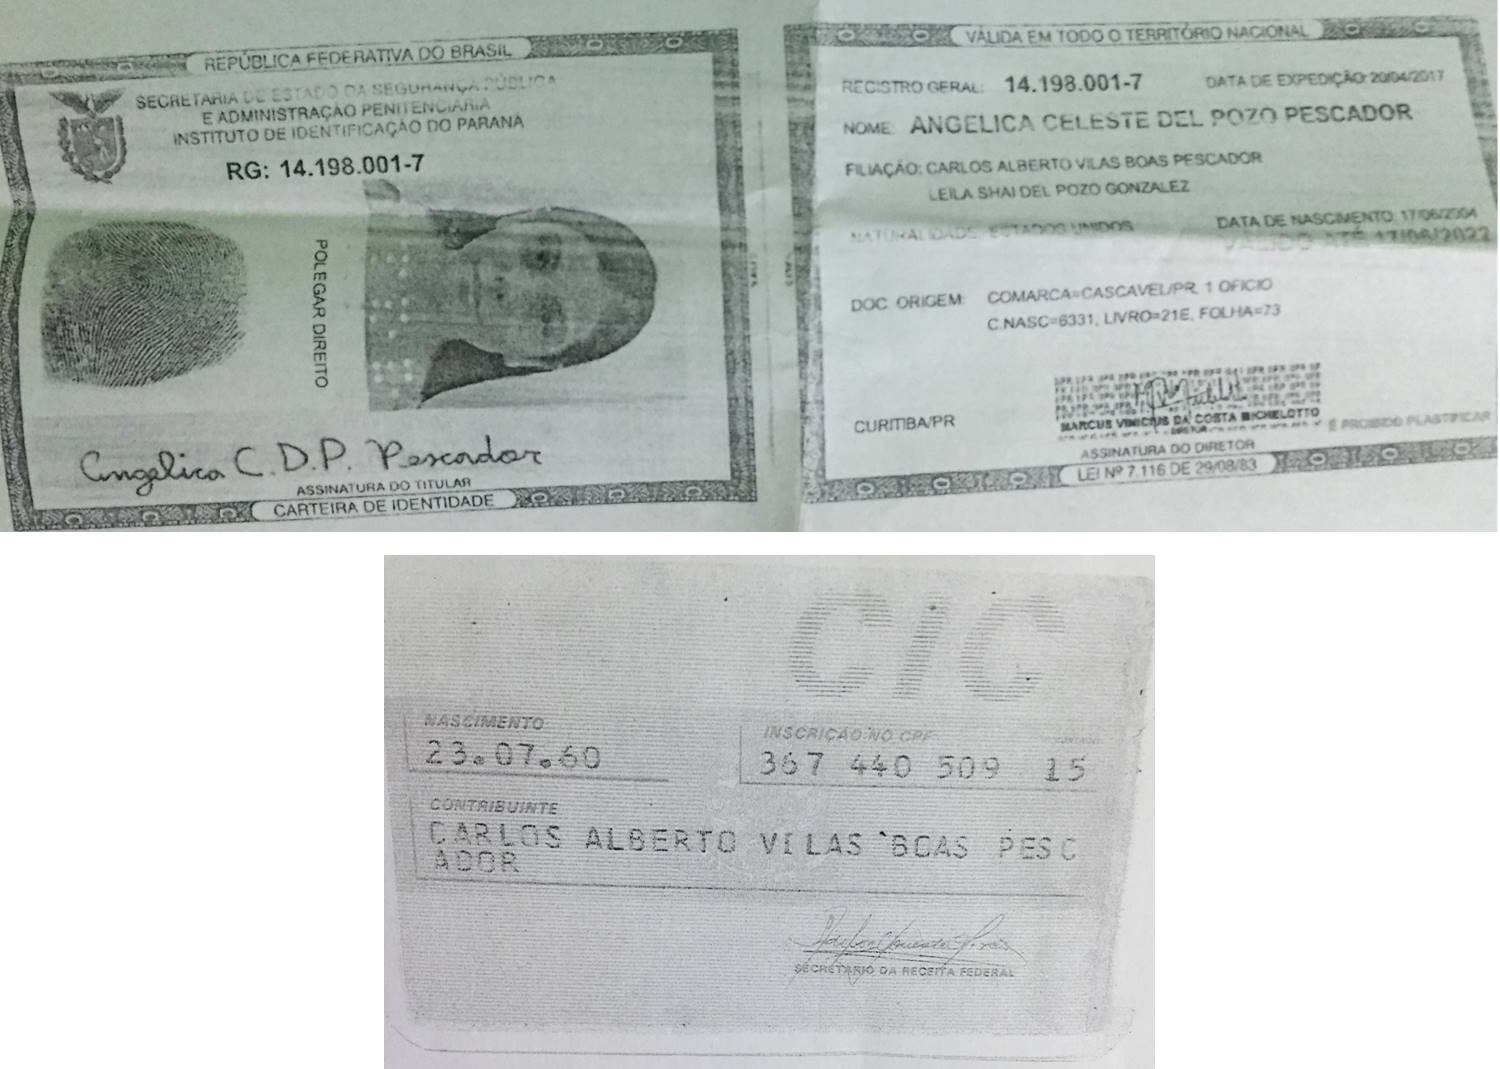 REPÚBLICA FEDERATIVA DO BRASIL
SECRETARIA DE ESTADO DA SEGURANÇA PÚBLICA
E ADMINISTRAÇÃO PENITENCIÁRIA
INSTITUTO DE IDENTIFICAÇÃO DO PARANÁ
RG: 14.198.001-7
POLEGAR DIREITO
Angelica C.D.P. Pescador
ASSINATURA DO TITULAR
CARTEIRA DE IDENTIDADE
VÁLIDA EM TODO O TERRITÓRIO NACIONAL
REGISTRO GERAL: 14.198.001-7 DATA DE EXPEDIÇÃO: 20/04/2017
NOME: ANGELICA CELESTE DEL POZO PESCADOR
FILIAÇÃO: CARLOS ALBERTO VILAS BOAS PESCADOR
LEILA SHAI DEL POZO GONZALEZ
NATURALIDADE: ESTADOS UNIDOS DATA DE NASCIMENTO: 17/06/2004
VÁLIDO ATÉ 17/06/2022
DOC. ORIGEM: COMARCA=CASCAVEL/PR, 1 OFICIO
C.NASC=6331, LIVRO=21E, FOLHA=73
CURITIBA/PR
MARCUS VINICIUS DA COSTA MICHELOTTO
É PROIBIDO PLASTIFICAR
ASSINATURA DO DIRETOR
LEI Nº 7.116 DE 29/08/83
CIC
NASCIMENTO
23.07.60
INSCRIÇÃO NO CPF
367 440 509 15
CONTRIBUINTE
CARLOS ALBERTO VILAS BOAS PESC
ADOR
SECRETÁRIO DA RECEITA FEDERAL